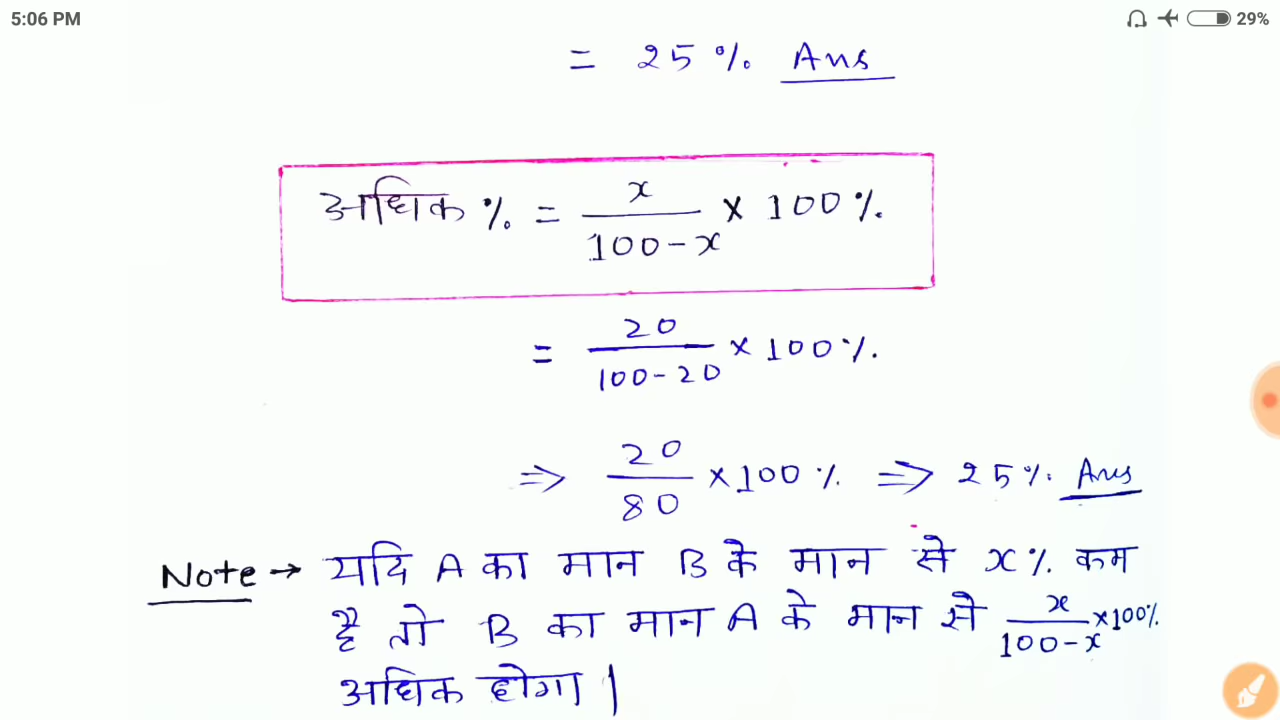 5:06 PM 29%
= 25 % Ans
अधिक % = x/(100-x) × 100 %.
= 20/(100-20) × 100 %.
⇒ 20/80 × 100 % ⇒ 25 %. Ans
Note → यदि A का मान B के मान से x % कम
है तो B का मान A के मान से x/(100-x) ×100%.
अधिक होगा |